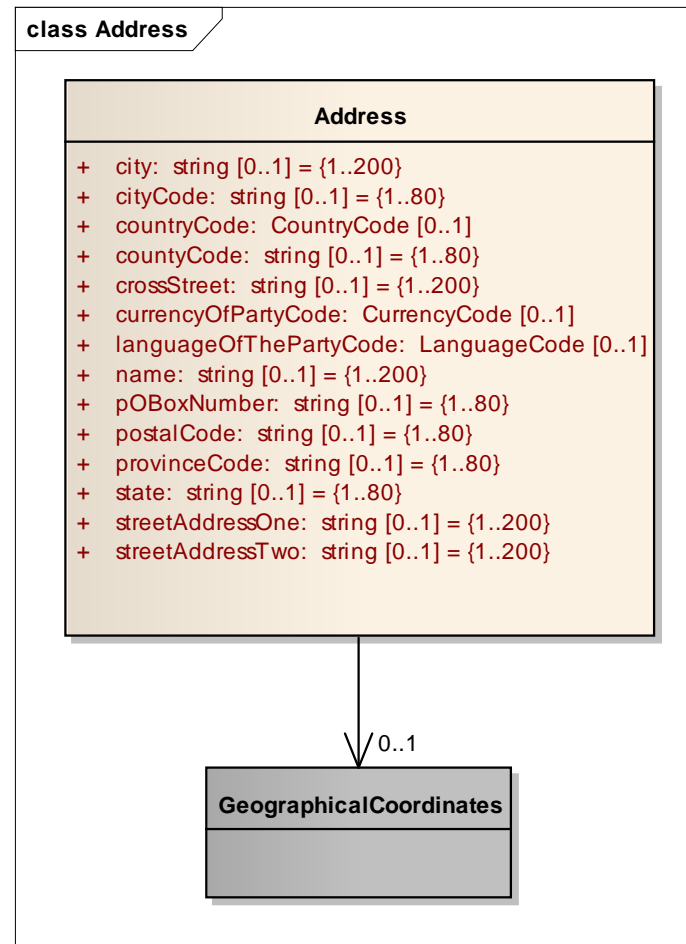 class Address
Address
+ city: string [0..1] = {1..200}
+ cityCode: string [0..1] = {1..80}
+ countryCode: CountryCode [0..1]
+ countyCode: string [0..1] = {1..80}
+ crossStreet: string [0..1] = {1..200}
+ currencyOfPartyCode: CurrencyCode [0..1]
+ languageOfThePartyCode: LanguageCode [0..1]
+ name: string [0..1] = {1..200}
+ pOBoxNumber: string [0..1] = {1..80}
+ postalCode: string [0..1] = {1..80}
+ provinceCode: string [0..1] = {1..80}
+ state: string [0..1] = {1..80}
+ streetAddressOne: string [0..1] = {1..200}
+ streetAddressTwo: string [0..1] = {1..200}
0..1
GeographicalCoordinates